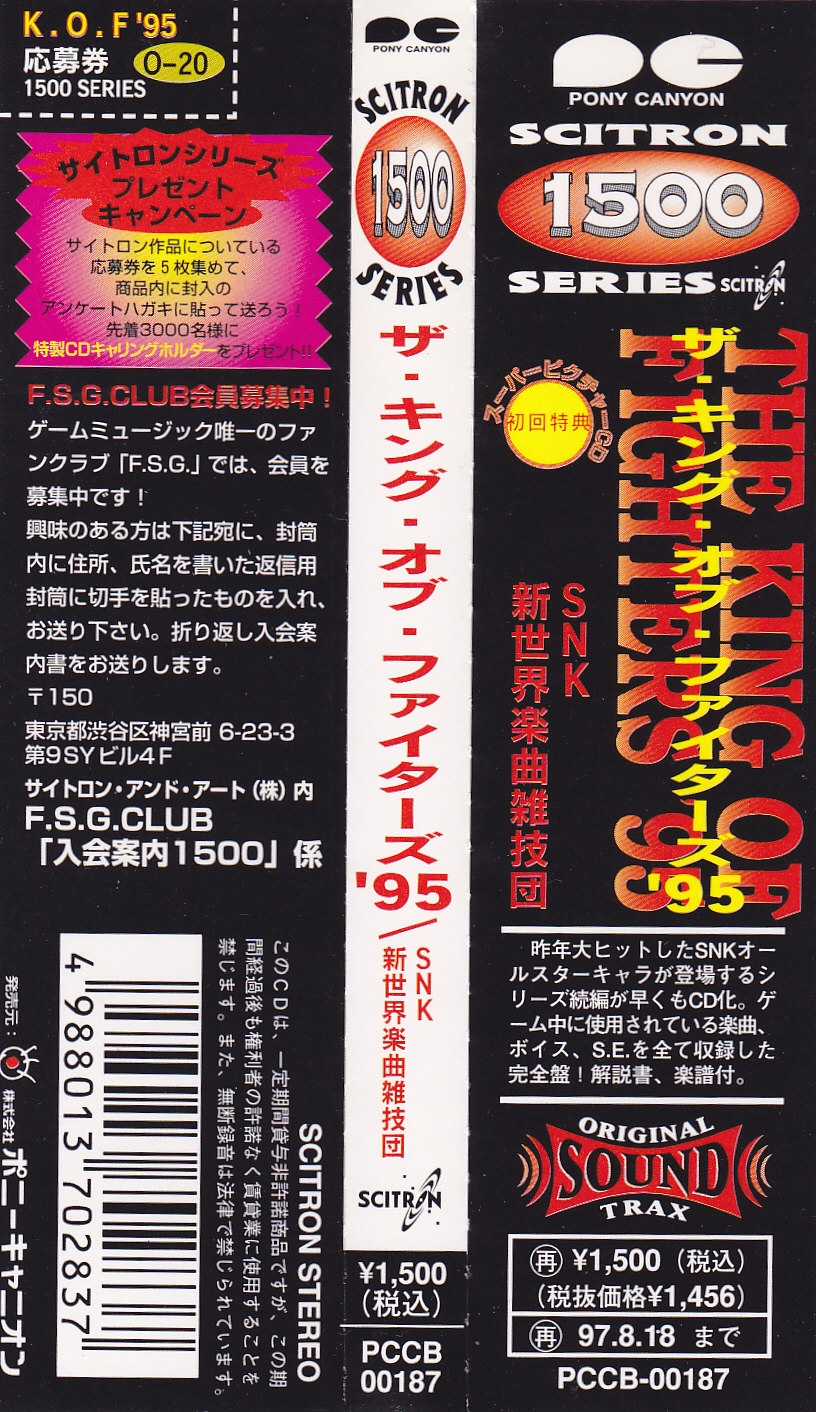 K.O.F'95
応募券
O-20
1500 SERIES
サイトロンシリーズ
プレゼント
キャンペーン
サイトロン作品についている
応募券を5枚集めて、
商品内に封入の
アンケートハガキに貼って送ろう!
先着3000名様に
特製CDキャリングホルダーをプレゼント!!
F.S.G.CLUB会員募集中!
ゲームミュージック唯一のファ
ンクラブ「F.S.G.」では、会員を
募集中です!
興味のある方は下記宛に、封筒
内に住所、氏名を書いた返信用
封筒に切手を貼ったものを入れ、
お送り下さい。折り返し入会案
内書をお送りします。
〒150
東京都渋谷区神宮前 6-23-3
第9SYビル4F
サイトロン・アンド・アート(株)内
F.S.G.CLUB
「入会案内1500」係
このCDは、一定期間貸与非許諾商品ですが、この期
間経過後も権利者の許諾なく賃貸業に使用することを
禁じます。また、無断録音は法律で禁じられています。
SCITRON STEREO
4 988013 702837
発売元:
株式会社
ポニーキャニオン
PONY CANYON
SCITRON
1500
SERIES
ザ・キング・オブ・ファイターズ
'95/
SNK
新世界楽曲雑技団
SCITRON
¥1,500
(税込)
PCCB
00187
PONY CANYON
SCITRON
1500
SERIES
SCITRON
THE KING OF
FIGHTERS '95
ザ・キング・オブ・ファイターズ
'95
スーパーピクチャーCD
初回特典
SNK
新世界楽曲雑技団
昨年大ヒットしたSNKオー
ルスターキャラが登場するシ
リーズ続編が早くもCD化。ゲ
ーム中に使用されている楽曲、
ボイス、S.E.を全て収録した
完全盤!解説書、楽譜付。
ORIGINAL
SOUND
TRAX
再 ¥1,500(税込)
(税抜価格¥1,456)
再 97.8.18 まで
PCCB-00187